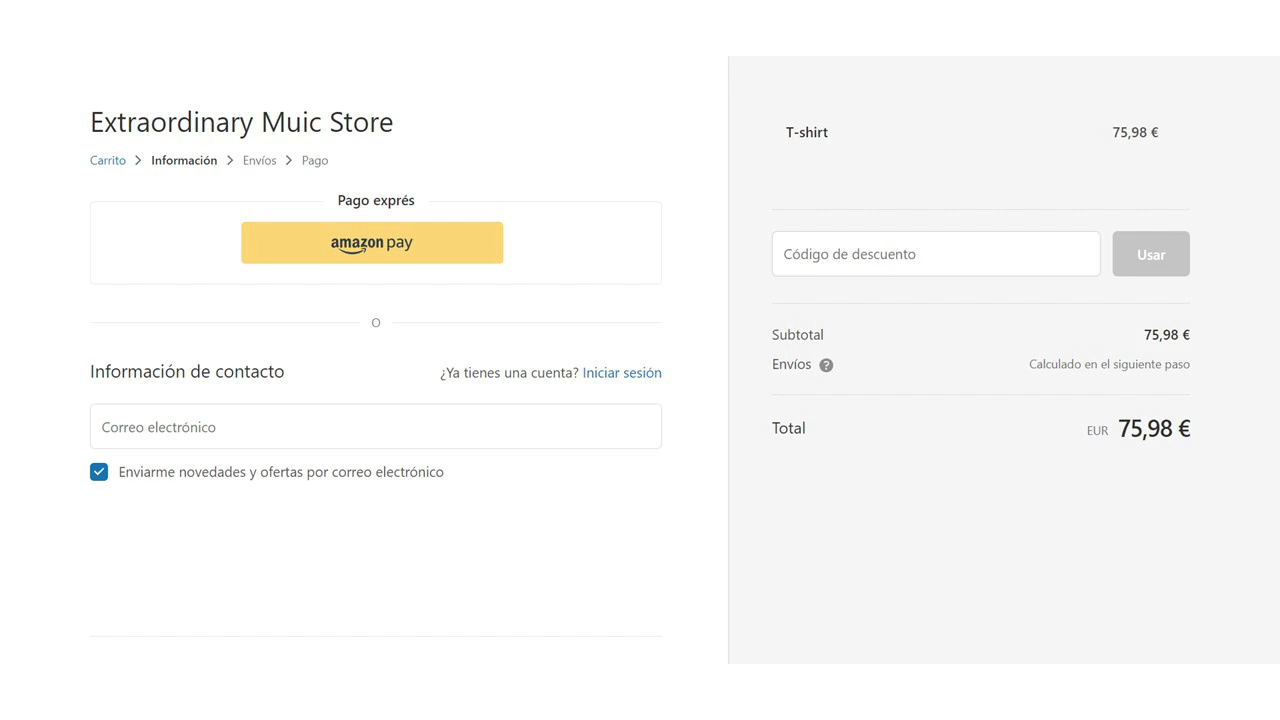 Extraordinary Muic Store
Carrito > Información > Envíos > Pago
Pago exprés
amazon pay
O
Información de contacto
¿Ya tienes una cuenta? Iniciar sesión
Correo electrónico
Enviarme novedades y ofertas por correo electrónico
T-shirt 75,98 €
Código de descuento
Usar
Subtotal 75,98 €
Envíos ? Calculado en el siguiente paso
Total EUR 75,98 €